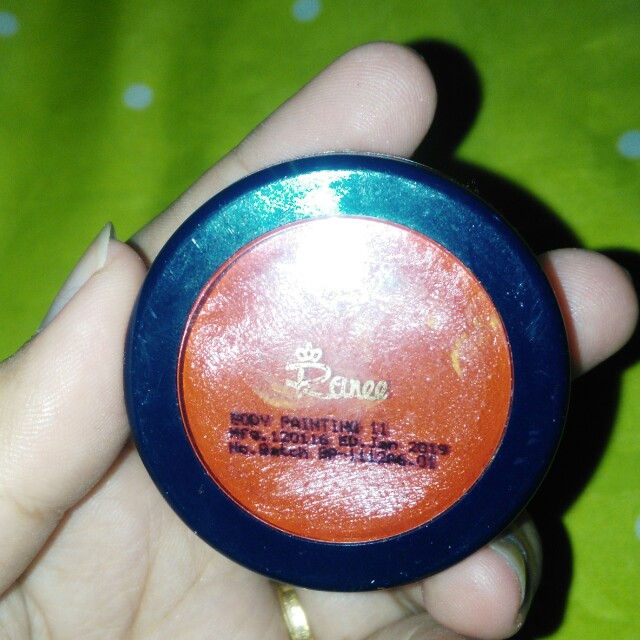 Ranee
BODY PAINTING 11
Mfg.120116 ED.Jan 2019
No.Batch BP-111206.01